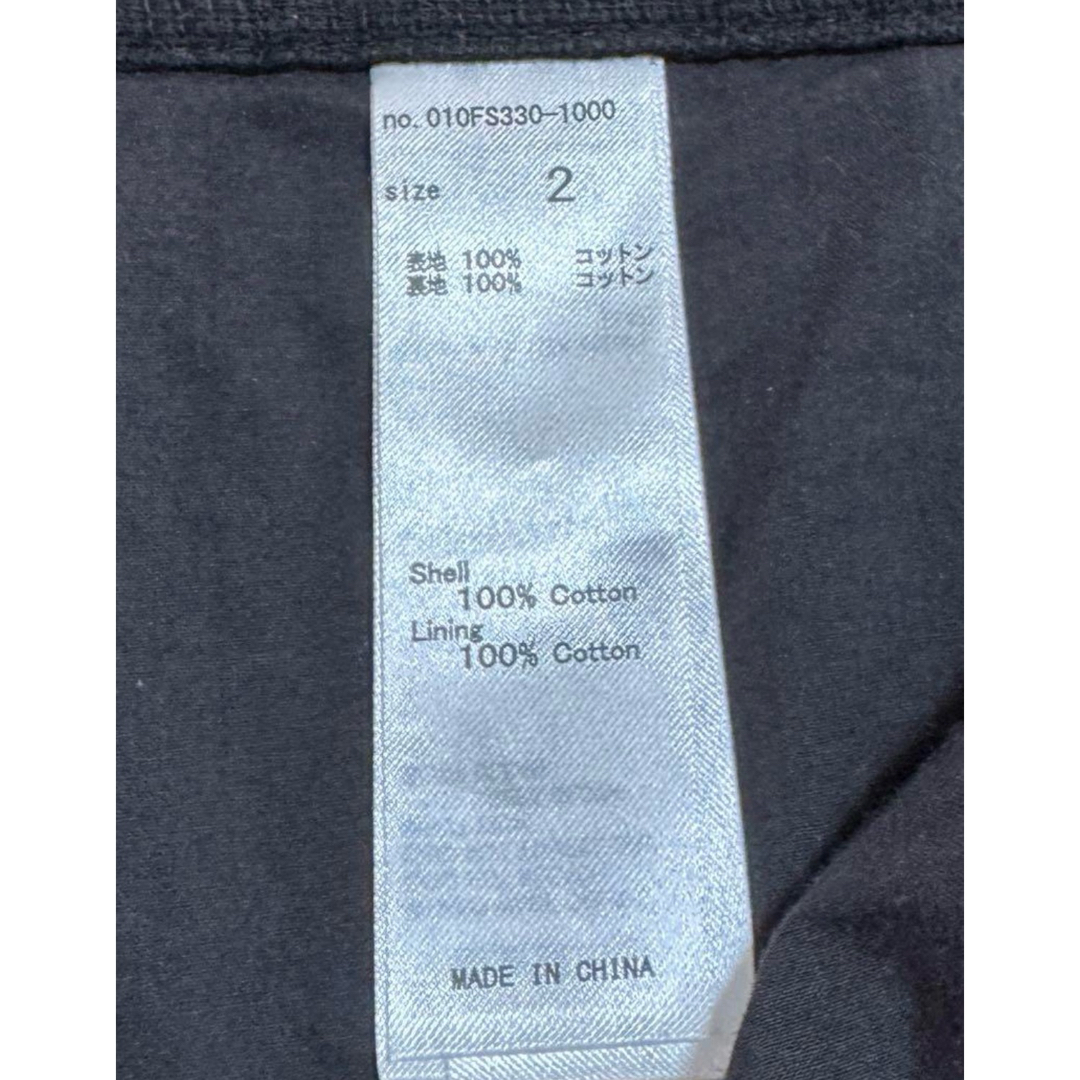 no. 010FS330-1000
size 2
表地 100% コットン
裏地 100% コットン
Shell
100% Cotton
Lining
100% Cotton
MADE IN CHINA